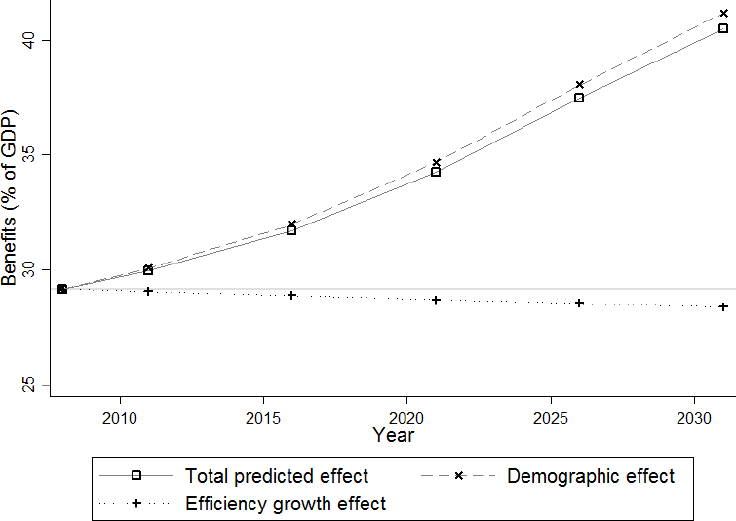 Benefits (% of GDP)
40
35
30
25
2010 2015 2020 2025 2030
Year
Total predicted effect Demographic effect
Efficiency growth effect